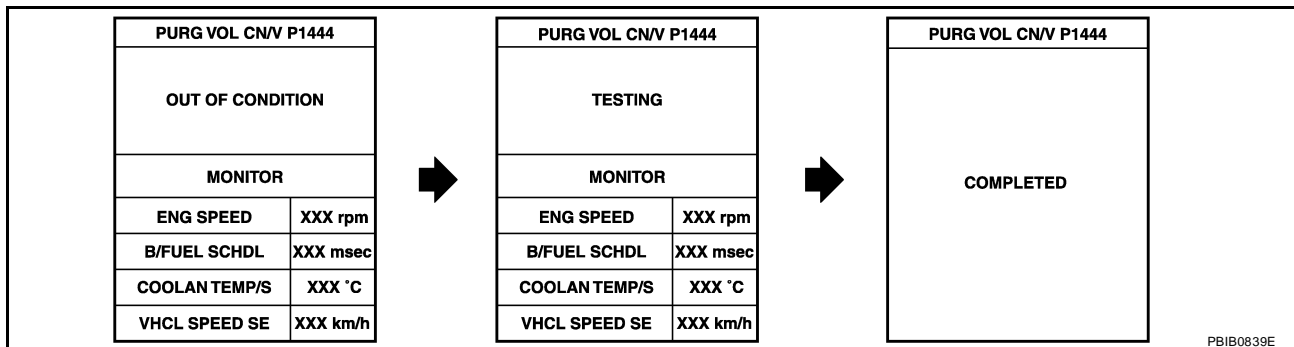 PURG VOL CN/V P1444
OUT OF CONDITION
MONITOR
ENG SPEED XXX rpm
B/FUEL SCHDL XXX msec
COOLAN TEMP/S XXX °C
VHCL SPEED SE XXX km/h
PURG VOL CN/V P1444
TESTING
MONITOR
ENG SPEED XXX rpm
B/FUEL SCHDL XXX msec
COOLAN TEMP/S XXX °C
VHCL SPEED SE XXX km/h
PURG VOL CN/V P1444
COMPLETED
PBIB0839E